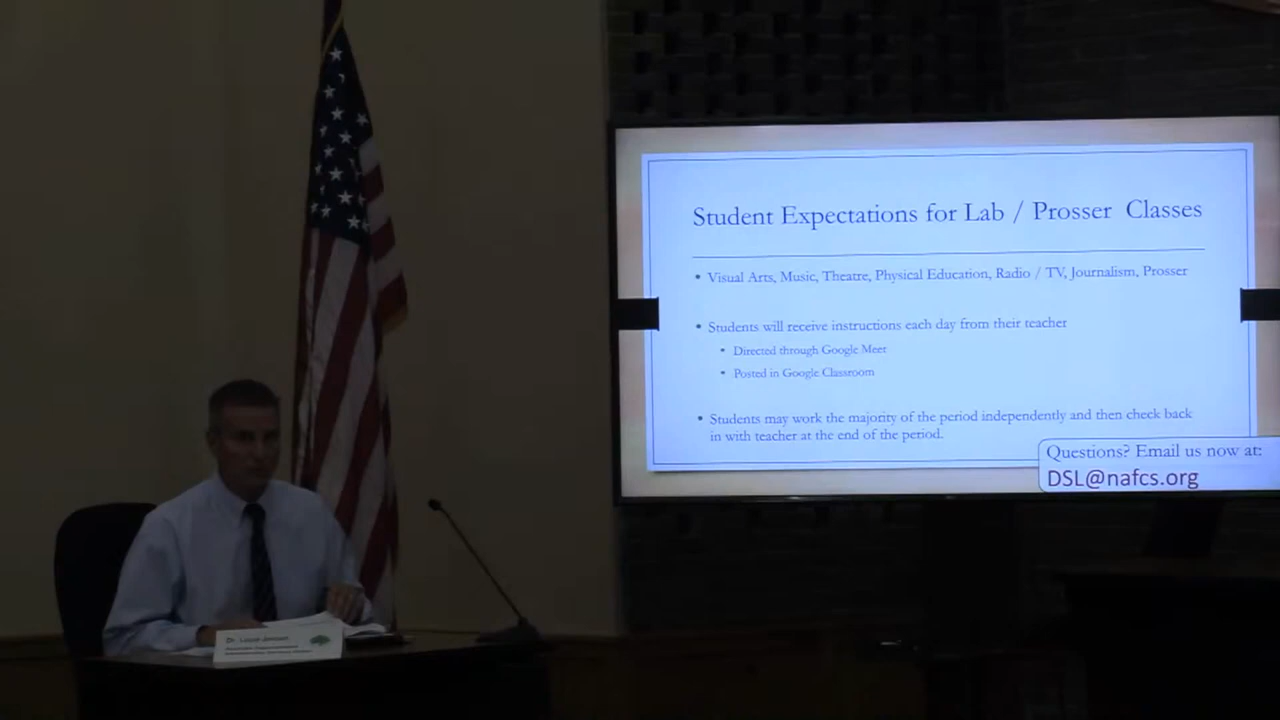 Student Expectations for Lab / Prosser Classes
• Visual Arts, Music, Theatre, Physical Education, Radio / TV, Journalism, Prosser
• Students will receive instructions each day from their teacher
• Directed through Google Meet
• Posted in Google Classroom
• Students may work the majority of the period independently and then check back
in with teacher at the end of the period.
Questions? Email us now at:
DSL@nafcs.org
Dr. Louie Jensen